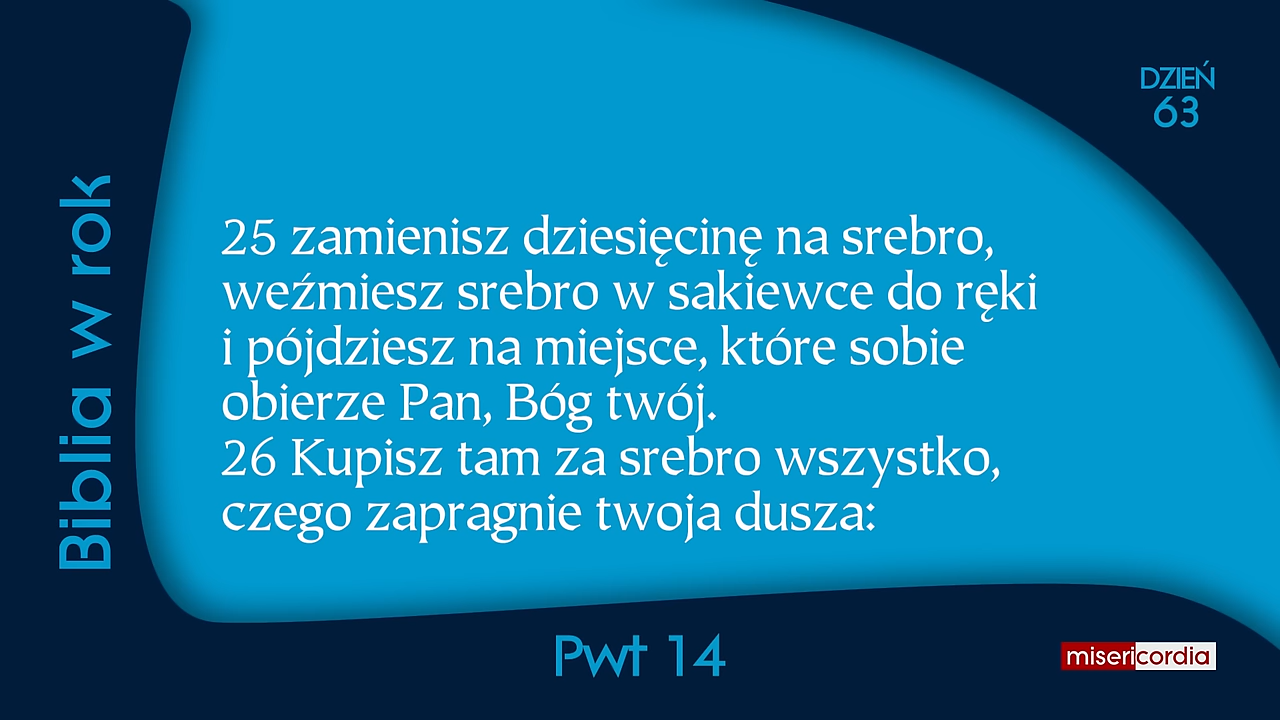 DZIEŃ
63
Biblia w rok
25 zamienisz dziesięcinę na srebro,
weźmiesz srebro w sakiewce do ręki
i pójdziesz na miejsce, które sobie
obierze Pan, Bóg twój.
26 Kupisz tam za srebro wszystko,
czego zapragnie twoja dusza:
Pwt 14
misericordia